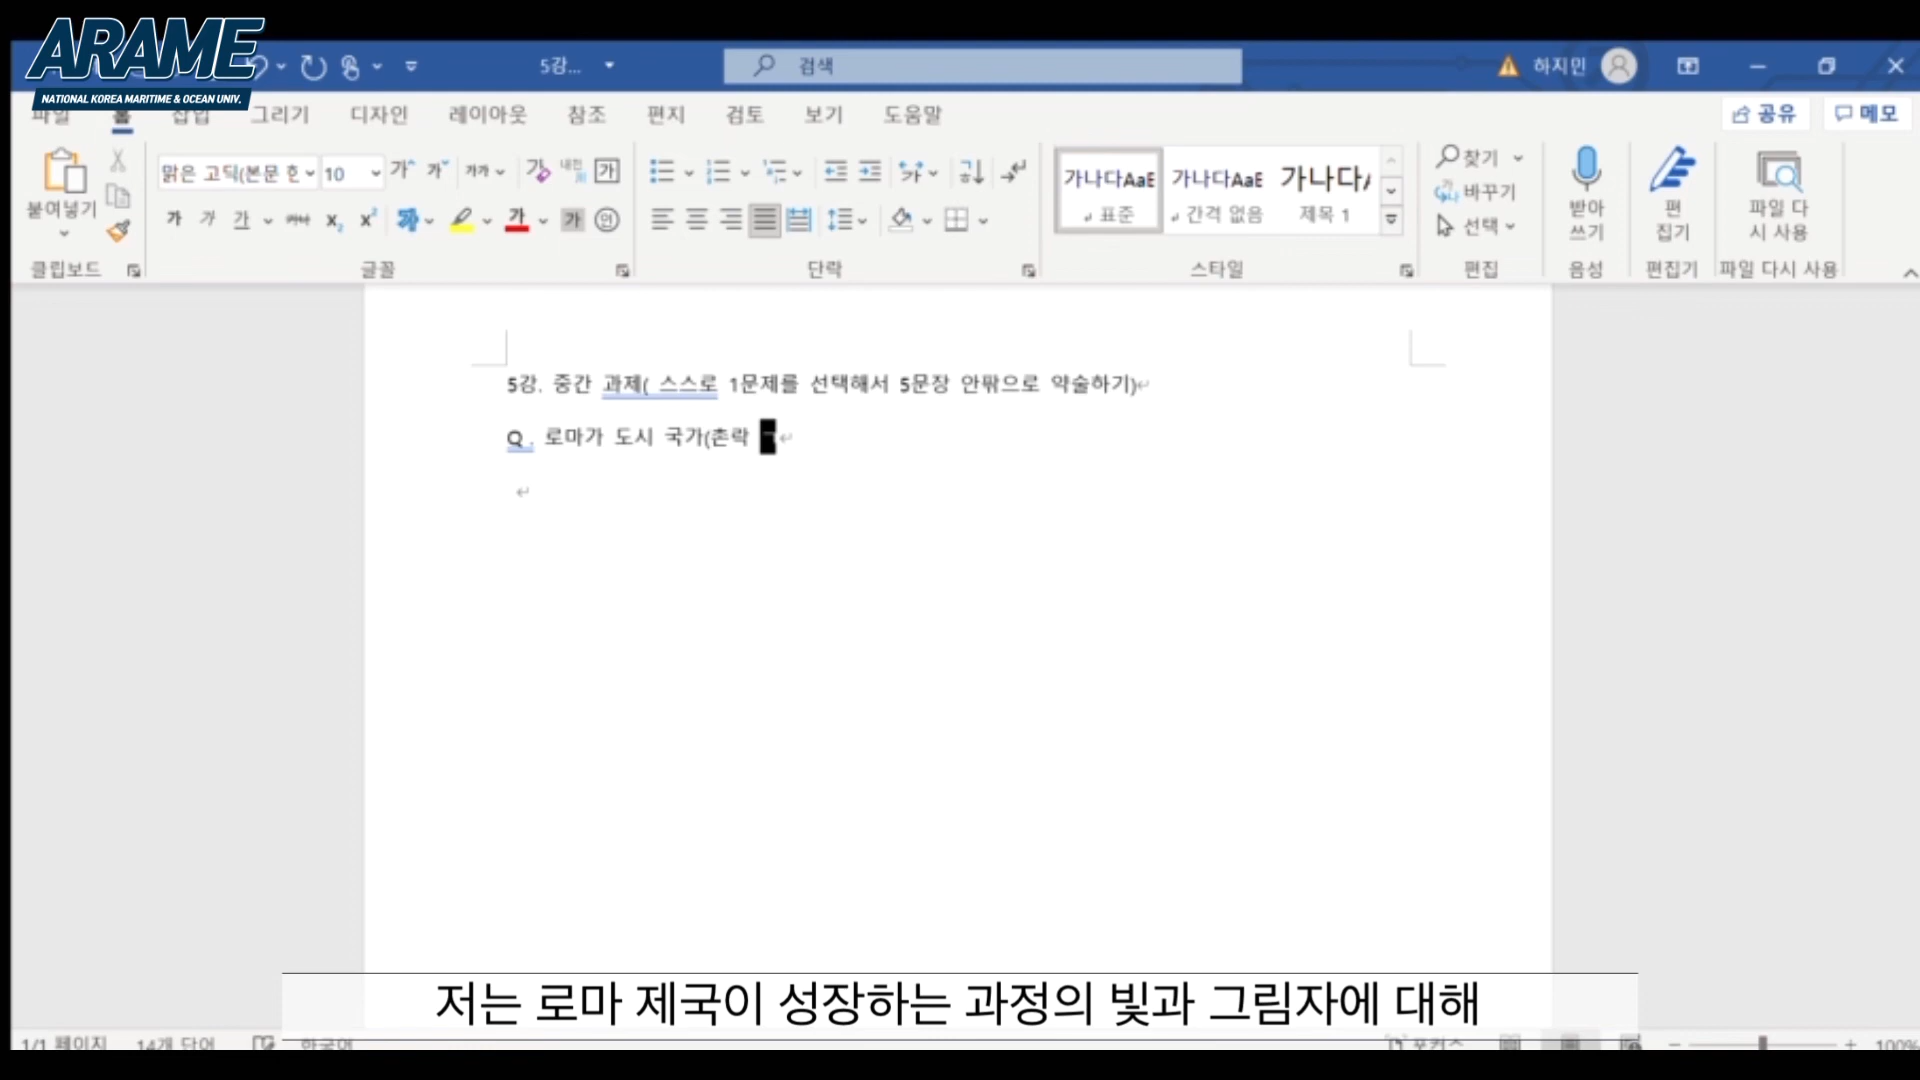 ARAME
NATIONAL KOREA MARITIME & OCEAN UNIV.
5강...
검색
하지민
파일 홈 삽입 그리기 디자인 레이아웃 참조 편지 검토 보기 도움말
공유 메모
붙여넣기
클립보드
맑은 고딕(본문 한 10
글꼴
단락
가나다AaE 가나다AaE 가나다
표준 간격 없음 제목 1
스타일
찾기
바꾸기
선택
편집
받아
쓰기
음성
편
집기
편집기
파일 다
시 사용
파일 다시 사용
5강. 중간 과제( 스스로 1문제를 선택해서 5문장 안팎으로 약술하기)
Q . 로마가 도시 국가(촌락
저는 로마 제국이 성장하는 과정의 빛과 그림자에 대해
1/1 페이지 14개 단어 한국어
포커스 100%